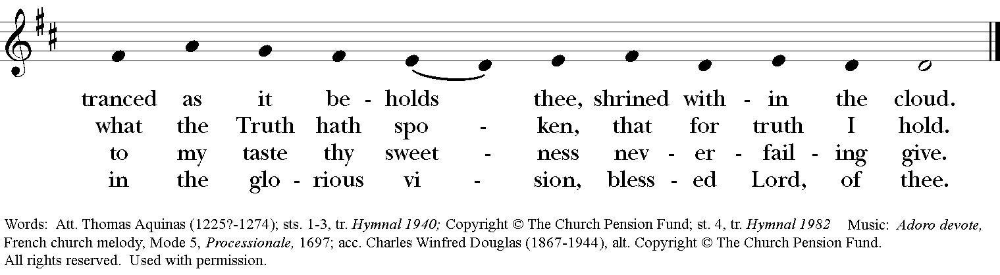 tranced as it be - holds thee, shrined with - in the cloud.
what the Truth hath spo - ken, that for truth I hold.
to my taste thy sweet - ness nev - er - fail - ing give.
in the glo - rious vi - sion, bless - ed Lord, of thee.
Words: Att. Thomas Aquinas (1225?-1274); sts. 1-3, tr. Hymnal 1940; Copyright © The Church Pension Fund; st. 4, tr. Hymnal 1982 Music: Adoro devote,
French church melody, Mode 5, Processionale, 1697; acc. Charles Winfred Douglas (1867-1944), alt. Copyright © The Church Pension Fund.
All rights reserved. Used with permission.